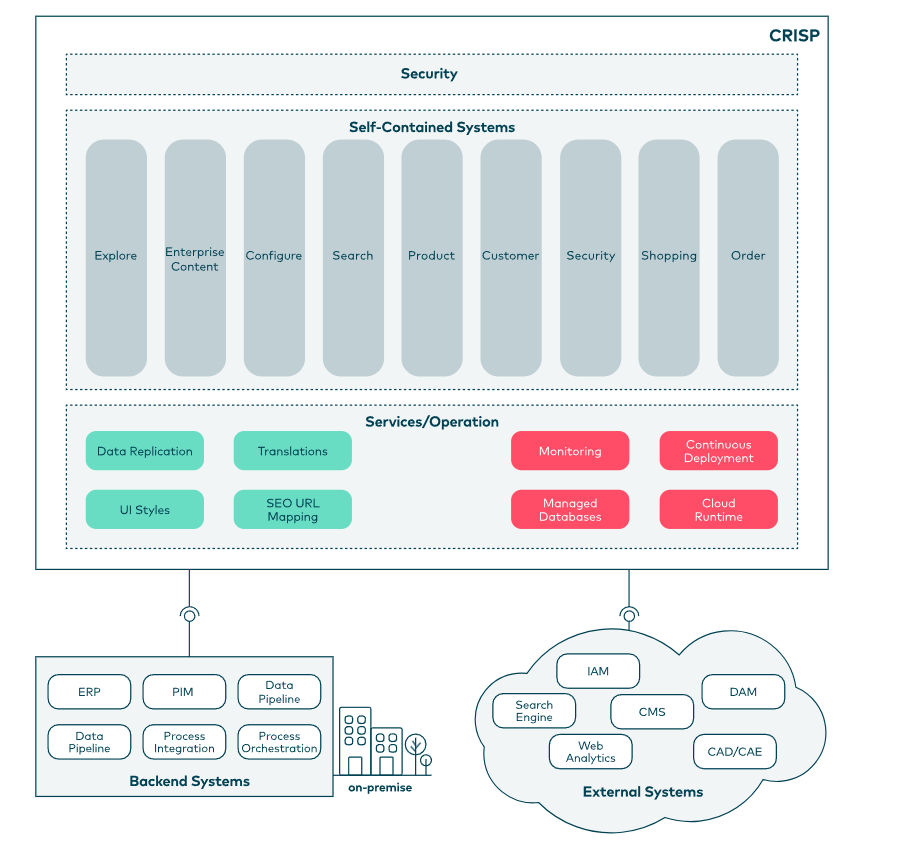 CRISP
Security
Self-Contained Systems
Explore
Enterprise
Content
Configure
Search
Product
Customer
Security
Shopping
Order
Services/Operation
Data Replication
Translations
Monitoring
Continuous
Deployment
UI Styles
SEO URL
Mapping
Managed
Databases
Cloud
Runtime
ERP
PIM
Data
Pipeline
Data
Pipeline
Process
Integration
Process
Orchestration
Backend Systems
on-premise
IAM
DAM
Search
Engine
CMS
Web
Analytics
CAD/CAE
External Systems